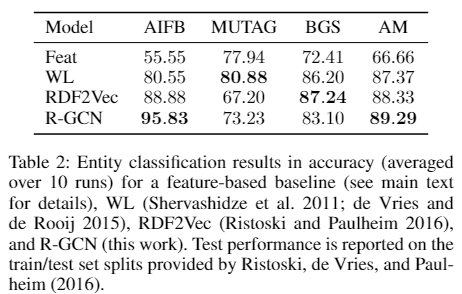 Model AIFB MUTAG BGS AM
Feat 55.55 77.94 72.41 66.66
WL 80.55 80.88 86.20 87.37
RDF2Vec 88.88 67.20 87.24 88.33
R-GCN 95.83 73.23 83.10 89.29
Table 2: Entity classification results in accuracy (averaged
over 10 runs) for a feature-based baseline (see main text
for details), WL (Shervashidze et al. 2011; de Vries and
de Rooij 2015), RDF2Vec (Ristoski and Paulheim 2016),
and R-GCN (this work). Test performance is reported on the
train/test set splits provided by Ristoski, de Vries, and Paul-
heim (2016).